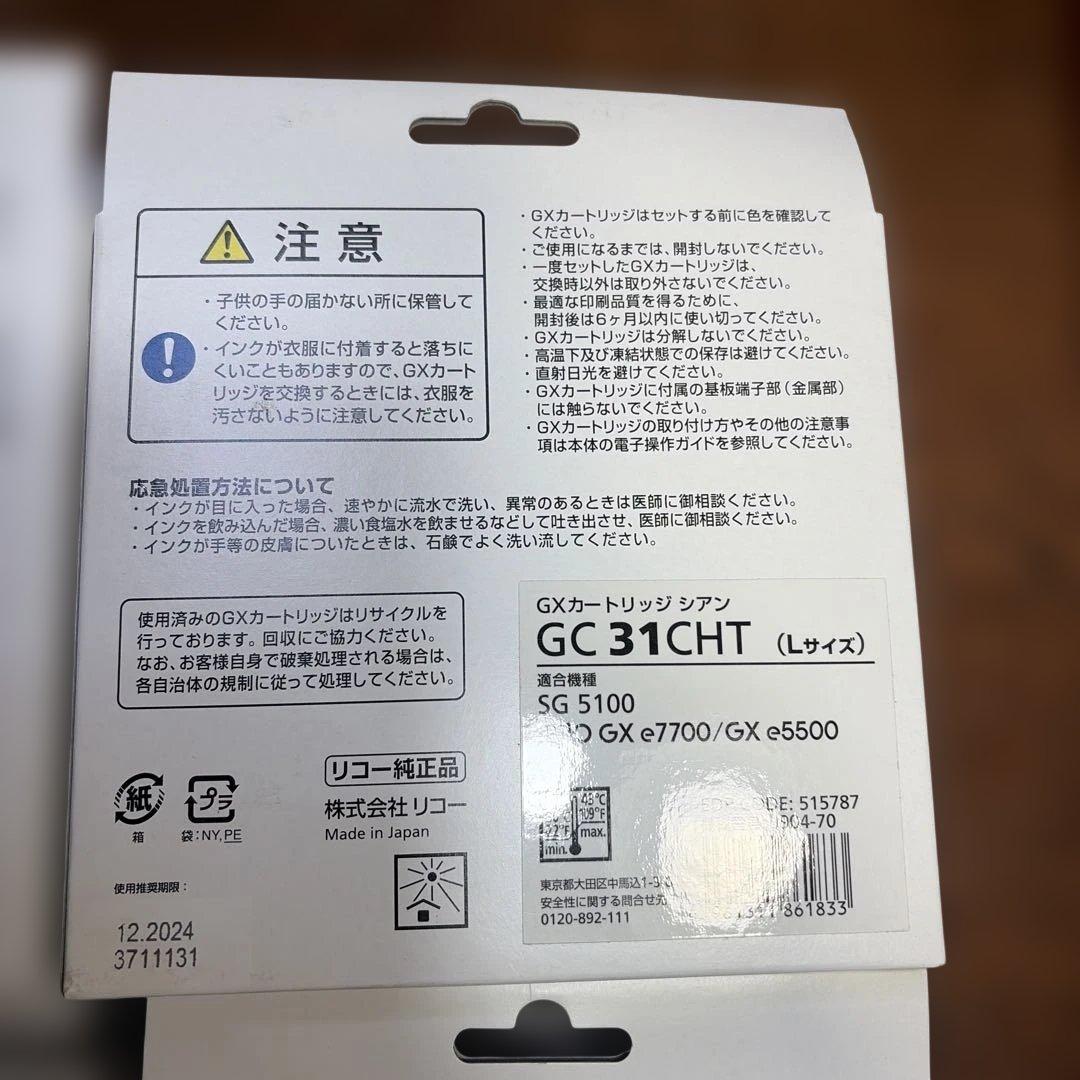 注意
・子供の手の届かない所に保管して
ください。
・インクが衣服に付着すると落ちに
くいこともありますので、GXカート
リッジを交換するときには、衣服を
汚さないように注意してください。
・GXカートリッジはセットする前に色を確認して
ください。
・ご使用になるまでは、開封しないでください。
・一度セットしたGXカートリッジは、
交換時以外は取り外さないでください。
・最適な印刷品質を得るために、
開封後は6ヶ月以内に使い切ってください。
・GXカートリッジは分解しないでください。
・高温下及び凍結状態での保存は避けてください。
・直射日光を避けてください。
・GXカートリッジに付属の基板端子部（金属部）
には触らないでください。
・GXカートリッジの取り付け方やその他の注意事
項は本体の電子操作ガイドを参照してください。
応急処置方法について
・インクが目に入った場合、速やかに流水で洗い、異常のあるときは医師に御相談ください。
・インクを飲み込んだ場合、濃い食塩水を飲ませるなどして吐き出させ、医師に御相談ください。
・インクが手等の皮膚についたときは、石鹸でよく洗い流してください。
使用済みのGXカートリッジはリサイクルを
行っております。回収にご協力ください。
なお、お客様自身で破棄処理される場合は、
各自治体の規制に従って処理してください。
紙
箱
プラ
袋：NY,PE
リコー純正品
株式会社 リコー
Made in Japan
使用推奨期限：
12.2024
3711131
GXカートリッジ シアン
GC 31CHT （Lサイズ）
適合機種
SG 5100
GX e7700/GX e5500
43°C
109°F
max.
min.
515787
904-70
東京都大田区中馬込1-3
安全性に関する問合せ先
0120-892-111
861833